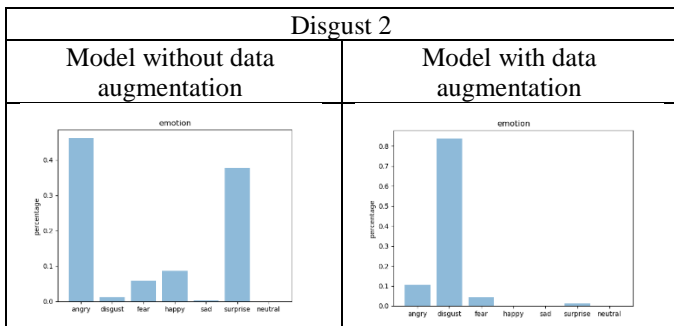 Disgust 2
Model without data
augmentation
Model with data
augmentation
emotion
percentage
0.4
0.3
0.2
0.1
0.0
angry disgust fear happy sad surprise neutral
emotion
percentage
0.8
0.7
0.6
0.5
0.4
0.3
0.2
0.1
0.0
angry disgust fear happy sad surprise neutral